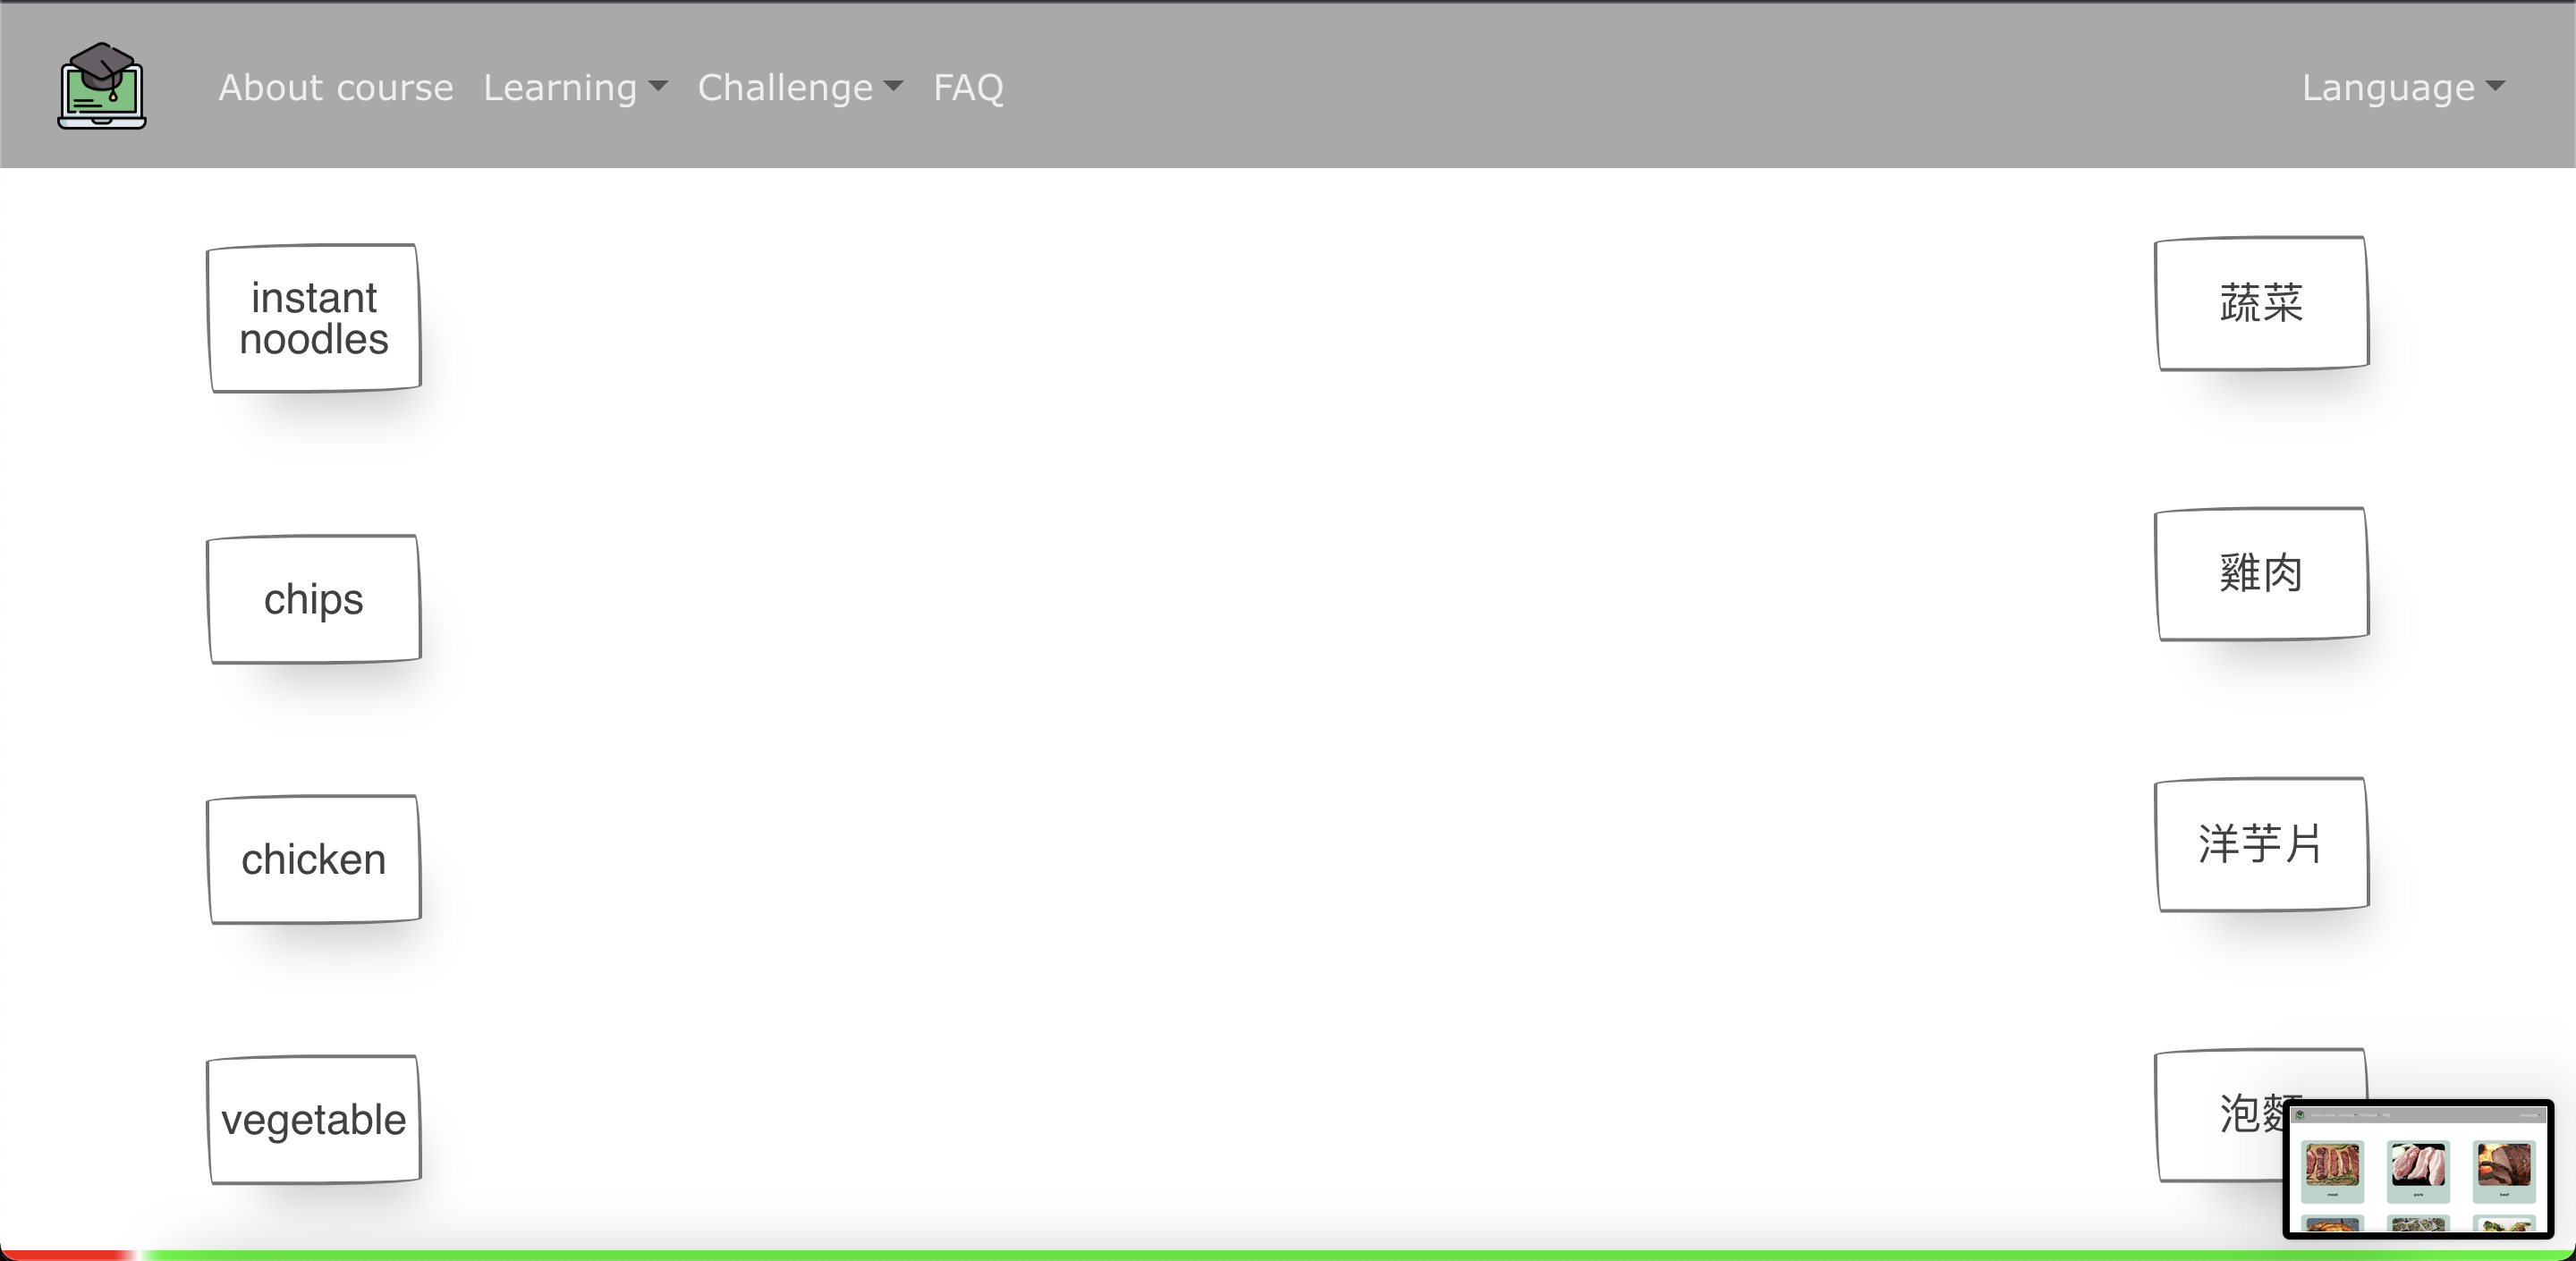 About course Learning Challenge FAQ Language
instant
noodles
蔬菜
chips
雞肉
chicken
洋芋片
vegetable
泡麵